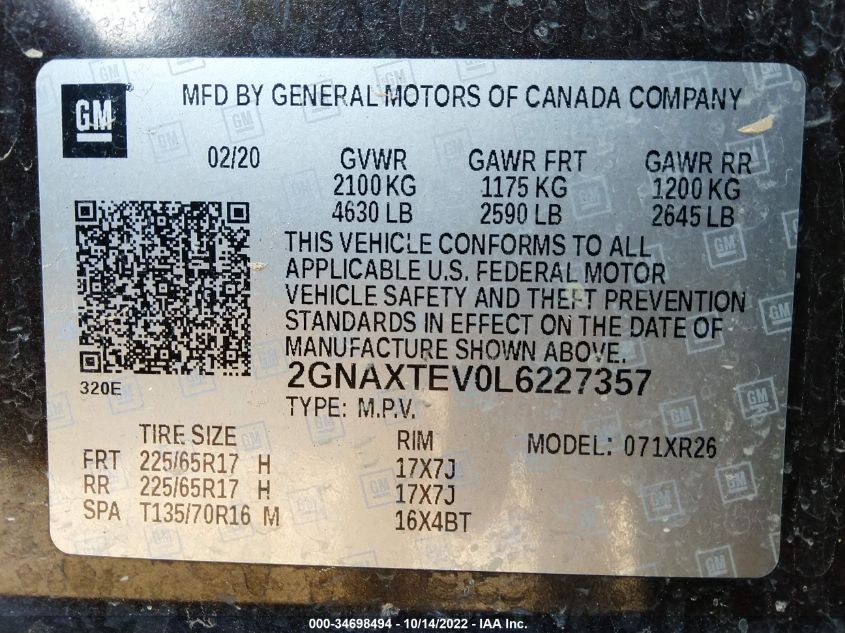 GM
MFD BY GENERAL MOTORS OF CANADA COMPANY
02/20 GVWR GAWR FRT GAWR RR
2100 KG 1175 KG 1200 KG
4630 LB 2590 LB 2645 LB
THIS VEHICLE CONFORMS TO ALL
APPLICABLE U.S. FEDERAL MOTOR
VEHICLE SAFETY AND THEFT PREVENTION
STANDARDS IN EFFECT ON THE DATE OF
MANUFACTURE SHOWN ABOVE.
320E
2GNAXTEV0L6227357
TYPE: M.P.V.
TIRE SIZE RIM MODEL: 071XR26
FRT 225/65R17 H 17X7J
RR 225/65R17 H 17X7J
SPA T135/70R16 M 16X4BT
000-34698494 - 10/14/2022 - IAA Inc.